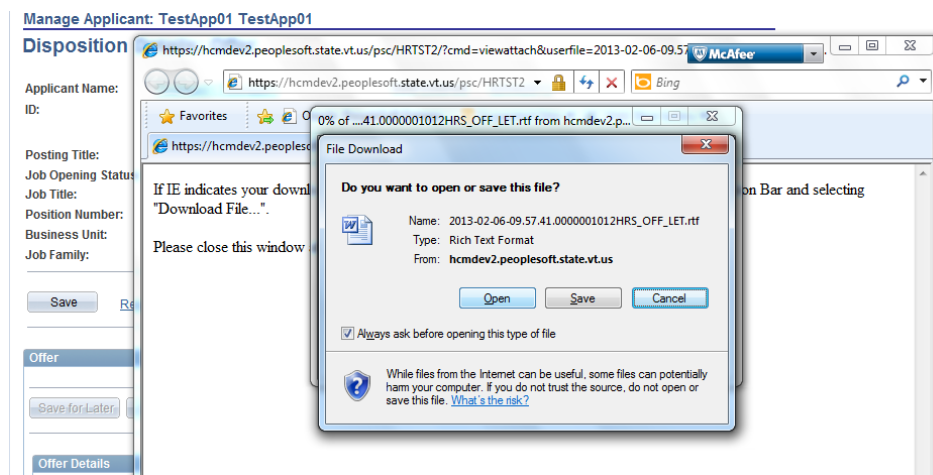 Manage Applicant: TestApp01 TestApp01
Disposition
Applicant Name:
ID:
Posting Title:
Job Opening Status
Job Title:
Position Number:
Business Unit:
Job Family:
Save
Offer
Save for Later
Offer Details
https://hcmdev2.peoplesoft.state.vt.us/psc/HRTST2/?cmd=viewattach&userfile=2013-02-06-09.57
McAfee
https://hcmdev2.peoplesoft.state.vt.us/psc/HRTST2
Bing
Favorites
https://hcmdev2.peopleso
If IE indicates your downl
on Bar and selecting
"Download File...".
Please close this window
0% of ....41.0000001012HRS_OFF_LET.rtf from hcmdev2.p...
File Download
Do you want to open or save this file?
Name: 2013-02-06-09.57.41.0000001012HRS_OFF_LET.rtf
Type: Rich Text Format
From: hcmdev2.peoplesoft.state.vt.us
Open Save Cancel
Always ask before opening this type of file
While files from the Internet can be useful, some files can potentially
harm your computer. If you do not trust the source, do not open or
save this file. What's the risk?